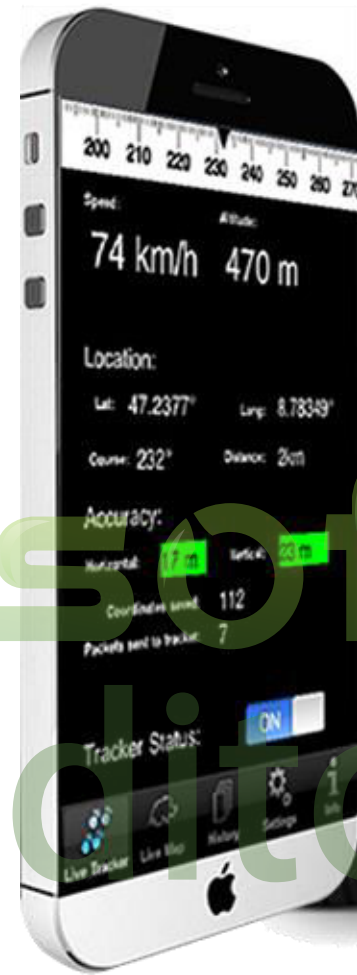 200 210 220 230 240 250 260 270
Speed: Altitude:
74 km/h 470 m
Location:
Lat: 47.2377° Long: 8.78349°
Course: 232° Distance: 2km
Accuracy:
Horizontal: 17 m Vertical: 33 m
Coordinates saved: 112
Packets sent to tracker: 7
Tracker Status: ON
Live Tracker Live Map History Settings Info